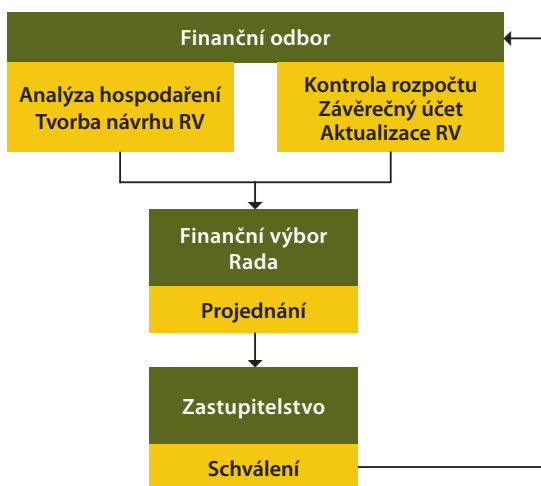 Finanční odbor
Analýza hospodaření
Tvorba návrhu RV
Kontrola rozpočtu
Závěrečný účet
Aktualizace RV
Finanční výbor
Rada
Projednání
Zastupitelstvo
Schválení